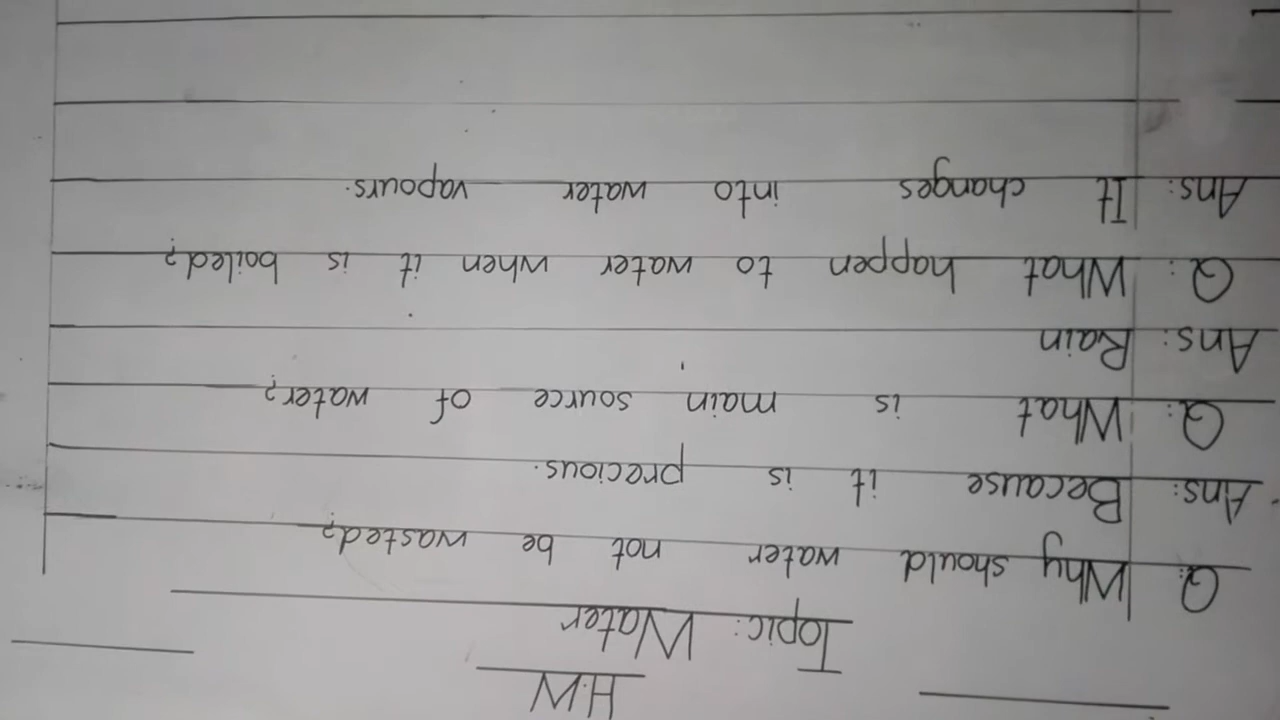 H.W
Topic: Water
Q: Why should water not be wasted?
Ans: Because it is precious.
Q: What is main source of water?
Ans: Rain
Q: What happen to water when it is boiled?
Ans: It changes into water vapours.